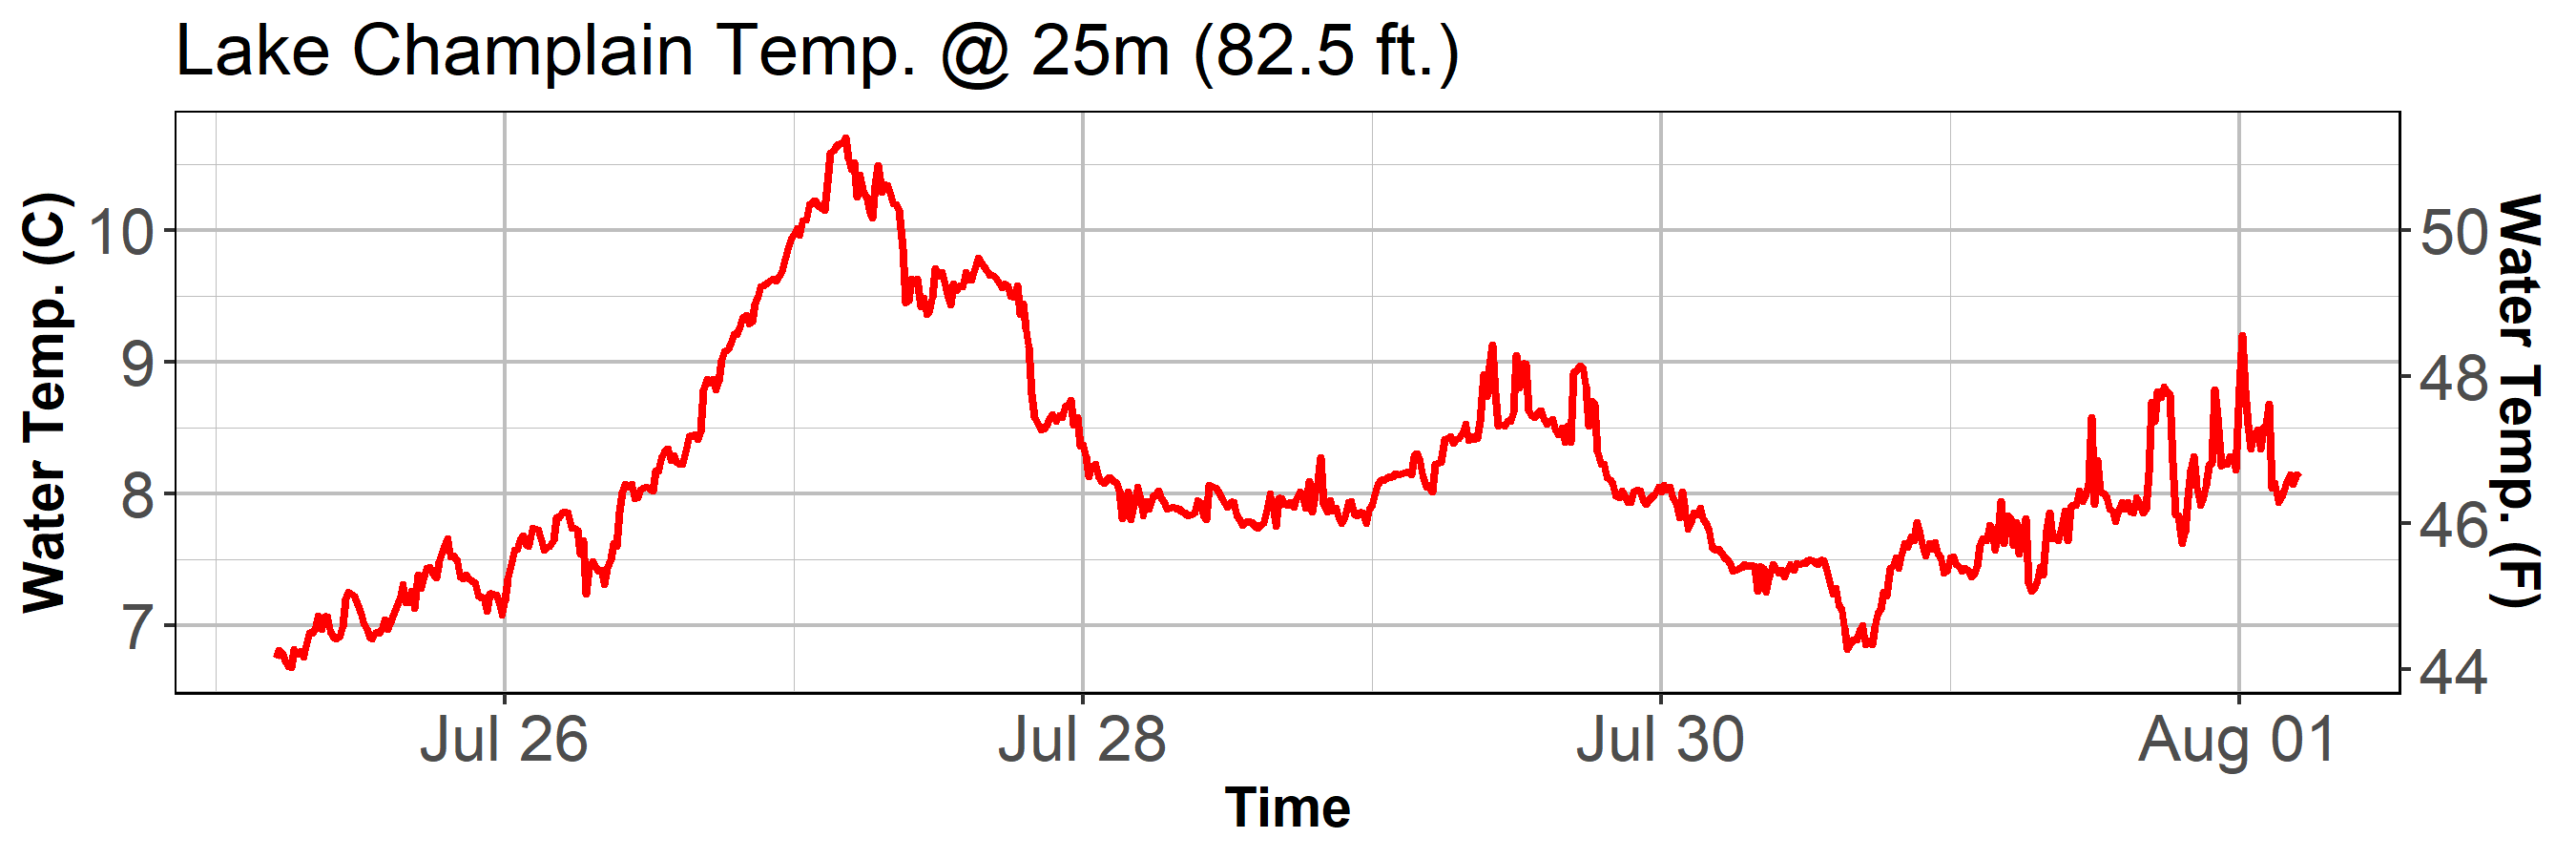 Lake Champlain Temp. @ 25m (82.5 ft.)
Water Temp. (C)
10
9
8
7
50
48
46
44
Water Temp. (F)
Jul 26 Jul 28 Jul 30 Aug 01
Time